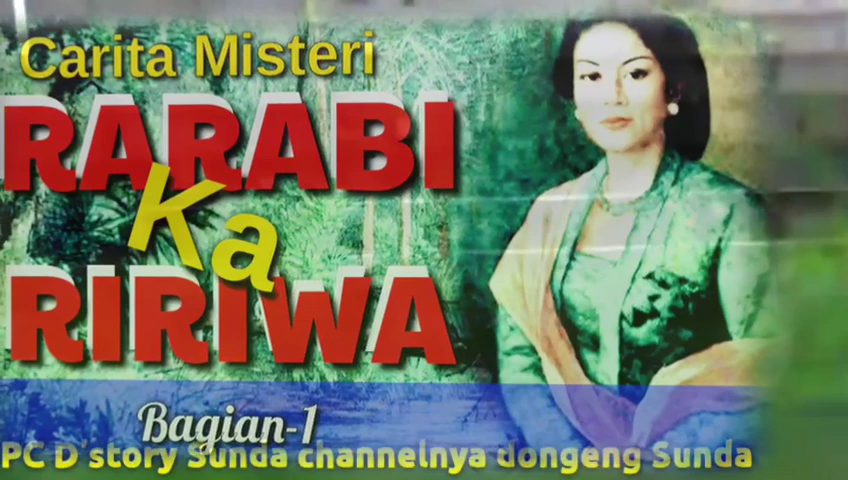 Carita Misteri
RARABI
Ka
RIRIWA
Bagian-1
PC D'story Sunda channelnya dongeng Sunda